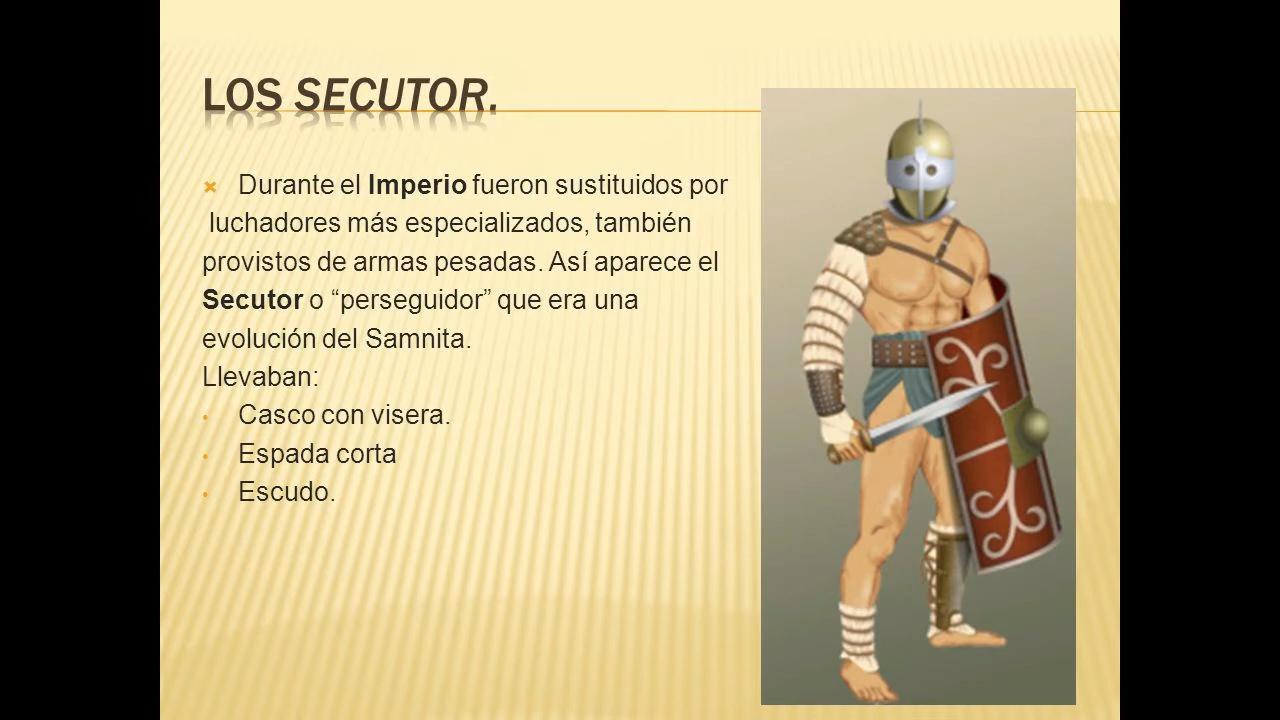 LOS SECUTOR.
Durante el Imperio fueron sustituidos por
luchadores más especializados, también
provistos de armas pesadas. Así aparece el
Secutor o “perseguidor” que era una
evolución del Samnita.
Llevaban:
• Casco con visera.
• Espada corta
• Escudo.